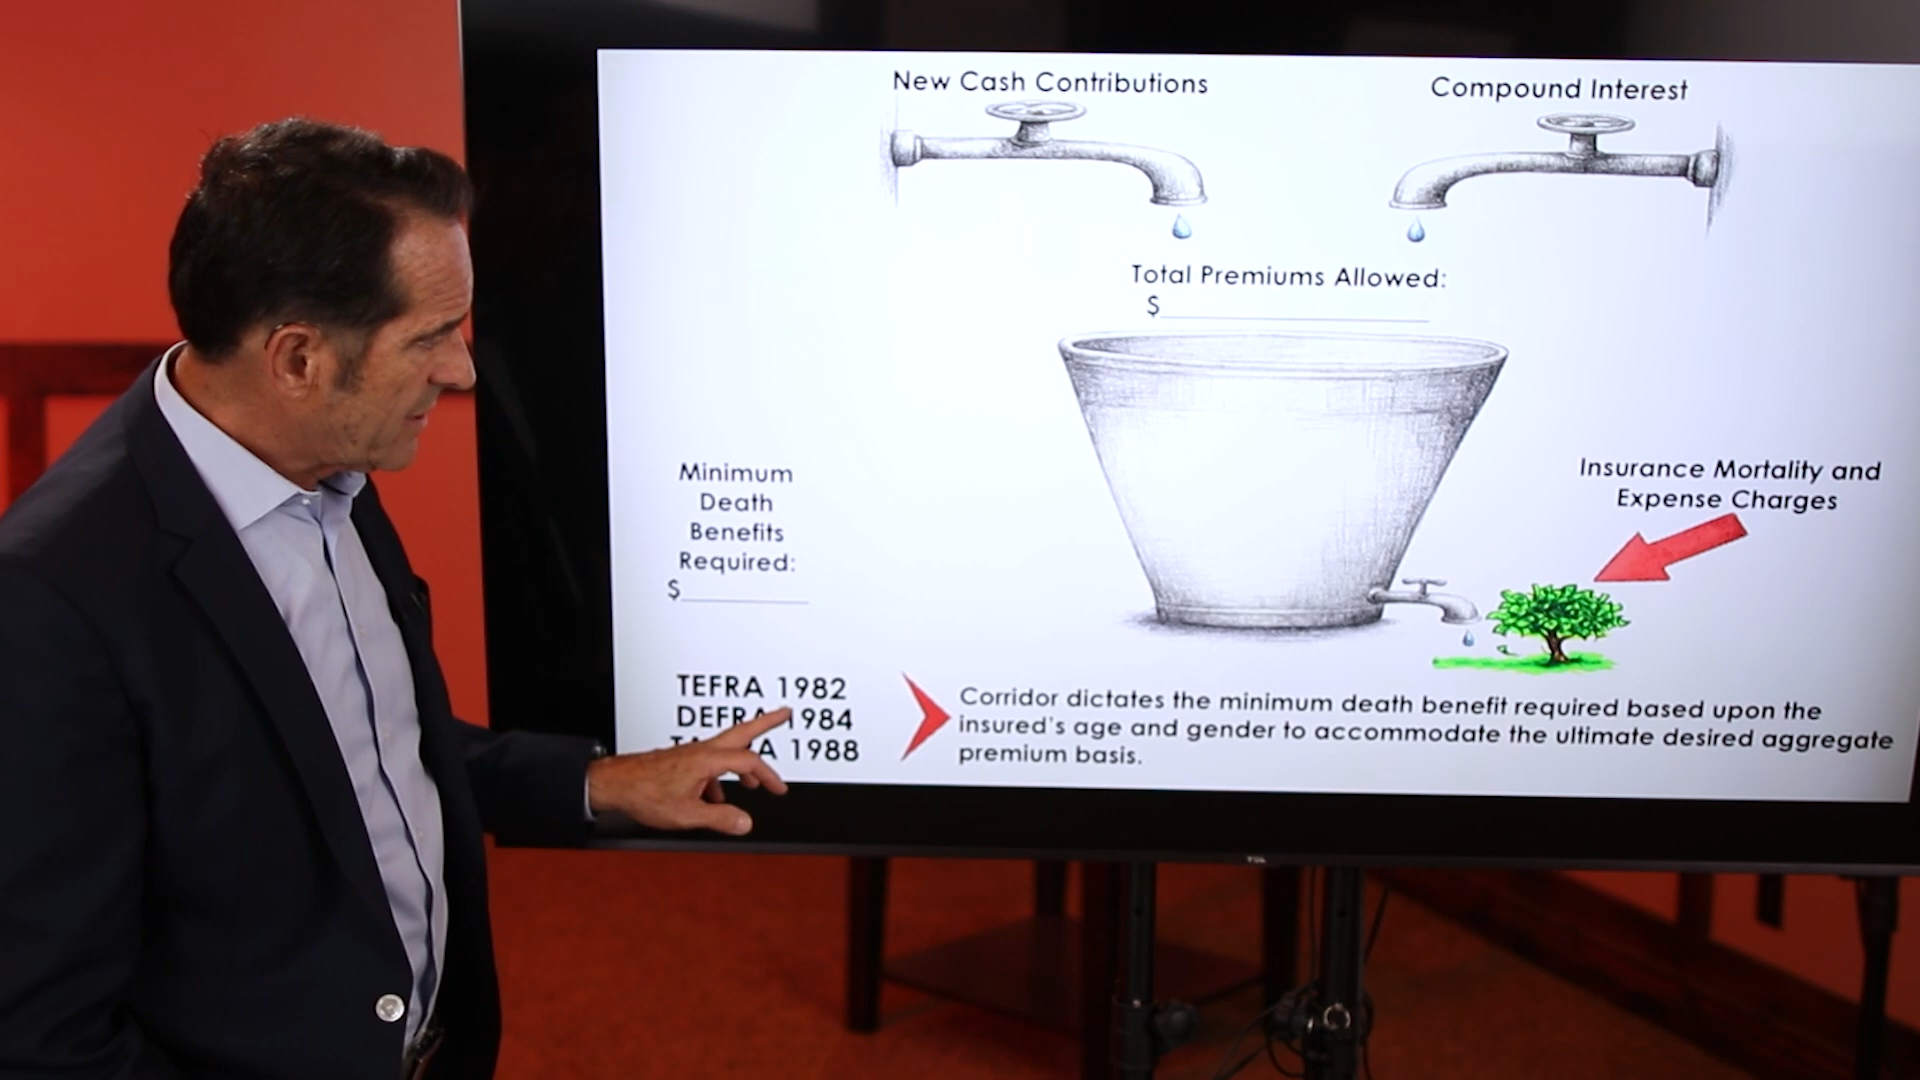 New Cash Contributions
Compound Interest
Total Premiums Allowed:
$
Minimum
Death
Benefits
Required:
$
Insurance Mortality and
Expense Charges
TEFRA 1982
DEFRA 1984
1988
Corridor dictates the minimum death benefit required based upon the
insured's age and gender to accommodate the ultimate desired aggregate
premium basis.
TCL